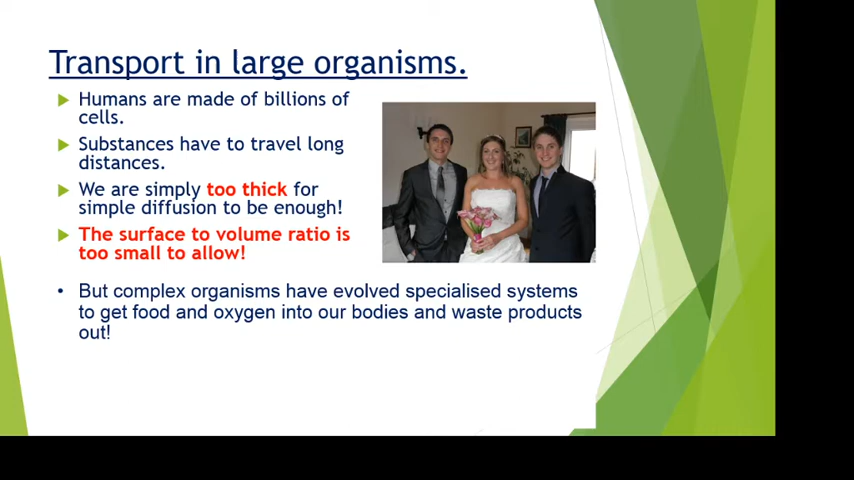 Transport in large organisms.
Humans are made of billions of
cells.
Substances have to travel long
distances.
We are simply too thick for
simple diffusion to be enough!
The surface to volume ratio is
too small to allow!
But complex organisms have evolved specialised systems
to get food and oxygen into our bodies and waste products
out!